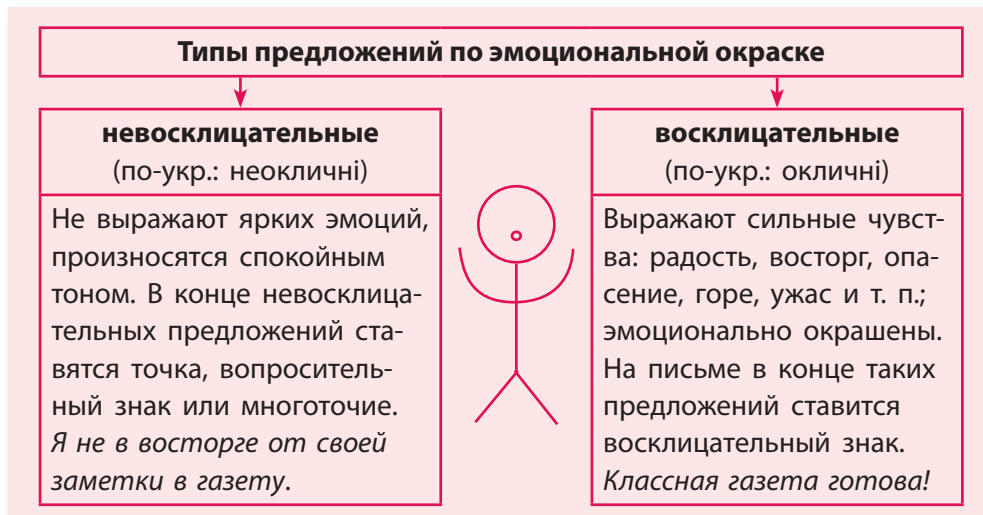 Типы предложений по эмоциональной окраске
невосклицательные
(по-укр.: неокличні)
Не выражают ярких эмоций,
произносятся спокойным
тоном. В конце невосклица-
тельных предложений ста-
вятся точка, вопроситель-
ный знак или многоточие.
Я не в восторге от своей
заметки в газету.
восклицательные
(по-укр.: окличні)
Выражают сильные чувст-
ва: радость, восторг, опа-
сение, горе, ужас и т. п.;
эмоционально окрашены.
На письме в конце таких
предложений ставится
восклицательный знак.
Классная газета готова!